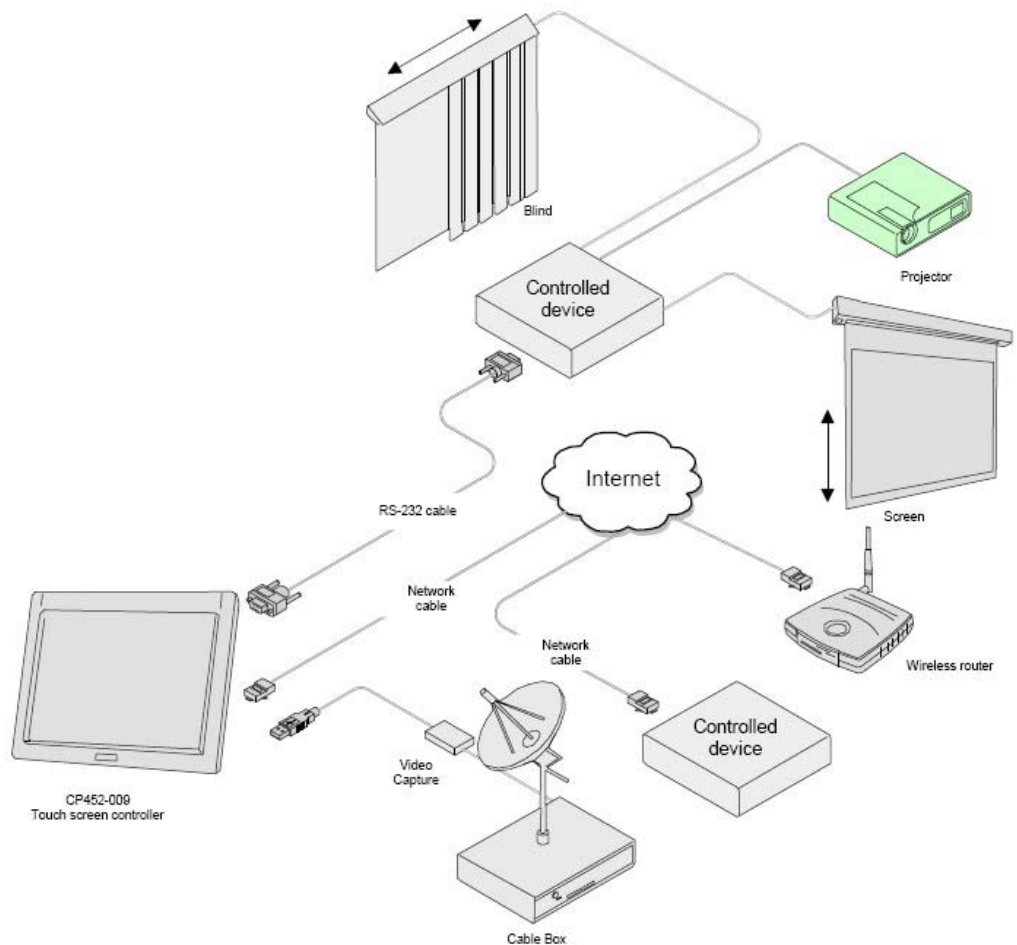 Blind
Projector
Controlled
device
Screen
Internet
RS-232 cable
Network
cable
Wireless router
Network
cable
Controlled
device
Video
Capture
CP452-009
Touch screen controller
Cable Box